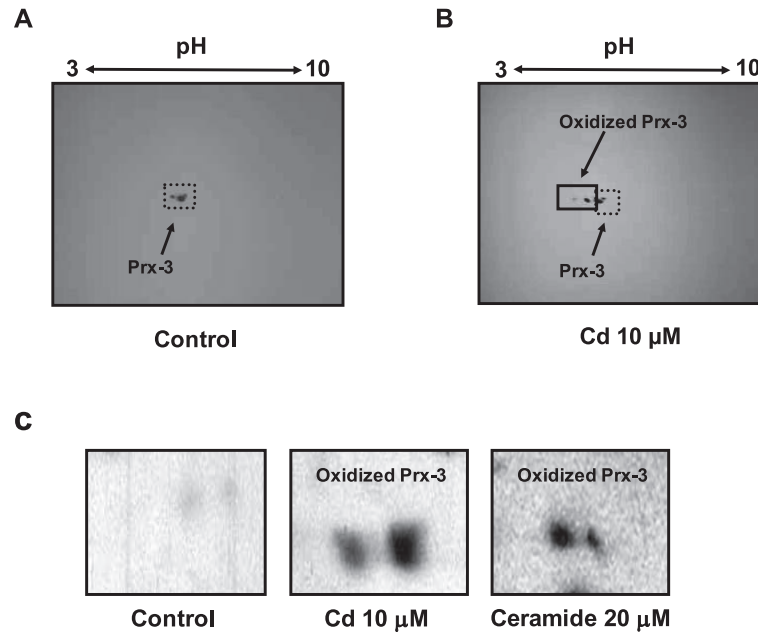 A
pH
3 10
Prx-3
Control
B
pH
3 10
Oxidized Prx-3
Prx-3
Cd 10 µM
C
Oxidized Prx-3 Oxidized Prx-3
Control Cd 10 µM Ceramide 20 µM